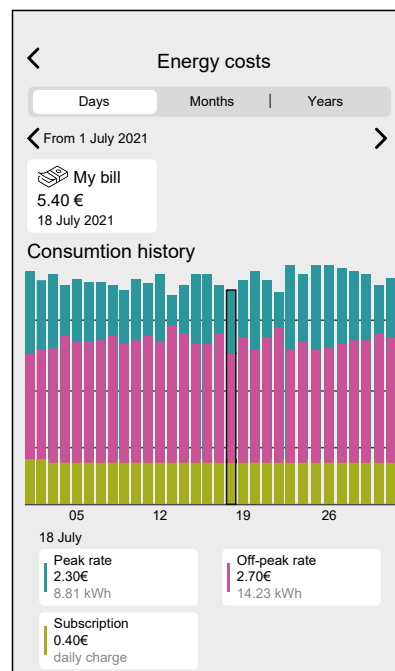 Energy costs
Days Months | Years
From 1 July 2021
My bill
5.40 €
18 July 2021
Consumtion history
05 12 19 26
18 July
Peak rate
2.30€
8.81 kWh
Off-peak rate
2.70€
14.23 kWh
Subscription
0.40€
daily charge